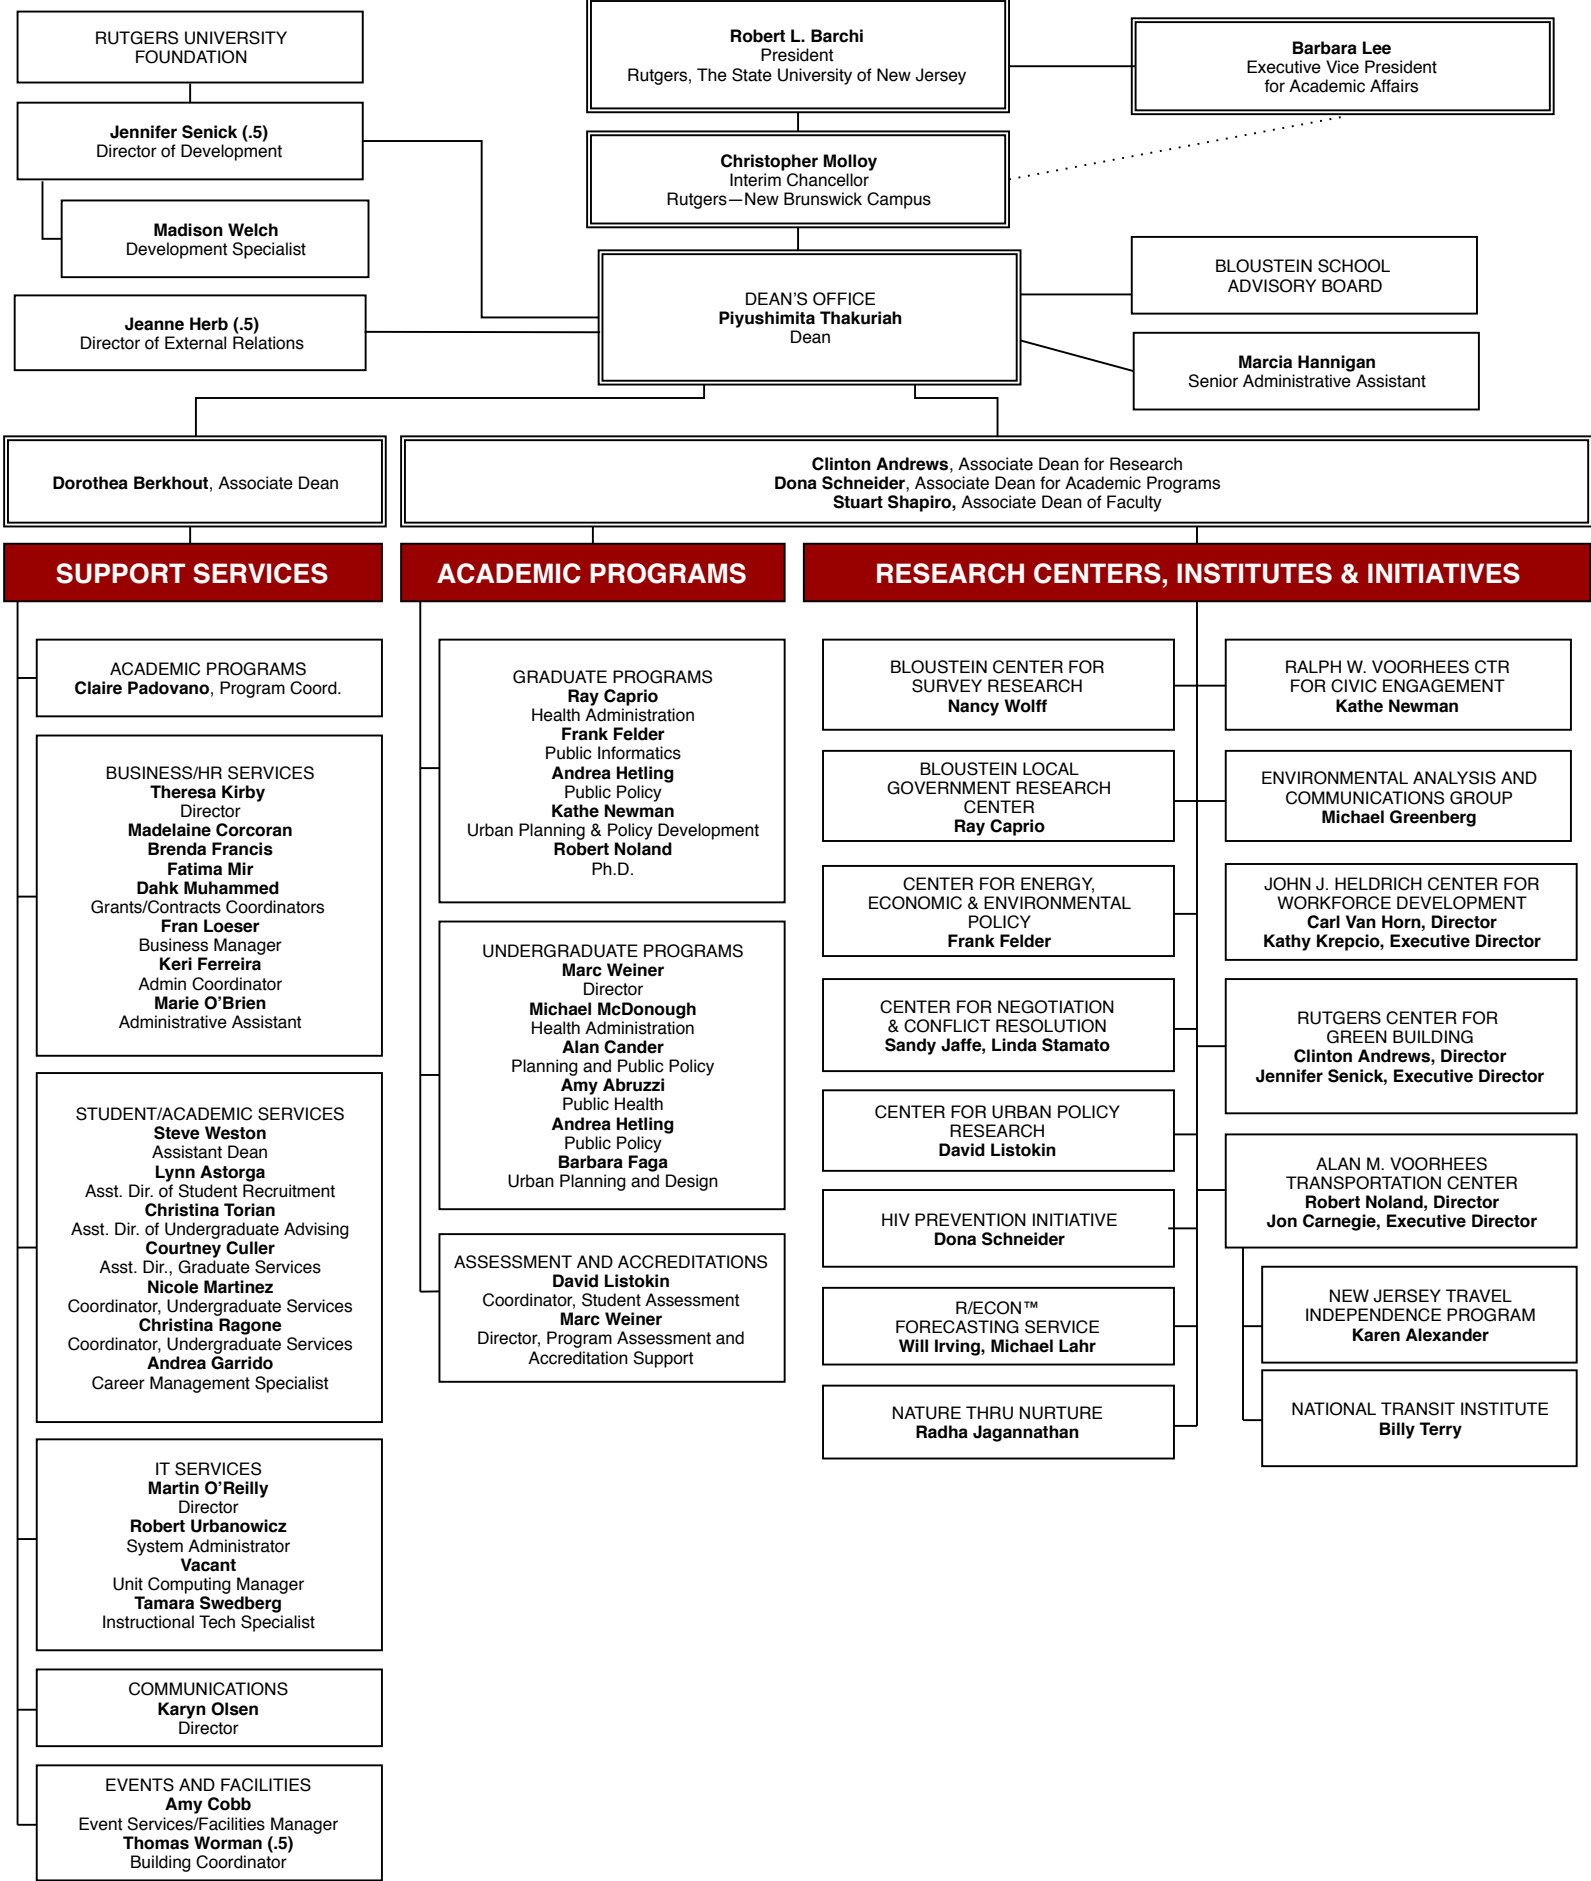 RUTGERS UNIVERSITY
FOUNDATION
Jennifer Senick (.5)
Director of Development
Madison Welch
Development Specialist
Jeanne Herb (.5)
Director of External Relations
Robert L. Barchi
President
Rutgers, The State University of New Jersey
Barbara Lee
Executive Vice President
for Academic Affairs
Christopher Molloy
Interim Chancellor
Rutgers—New Brunswick Campus
DEAN'S OFFICE
Piyushimita Thakuriah
Dean
BLOUSTEIN SCHOOL
ADVISORY BOARD
Marcia Hannigan
Senior Administrative Assistant
Dorothea Berkhout, Associate Dean
Clinton Andrews, Associate Dean for Research
Dona Schneider, Associate Dean for Academic Programs
Stuart Shapiro, Associate Dean of Faculty
SUPPORT SERVICES
ACADEMIC PROGRAMS
Claire Padovano, Program Coord.
BUSINESS/HR SERVICES
Theresa Kirby
Director
Madelaine Corcoran
Brenda Francis
Fatima Mir
Dahk Muhammed
Grants/Contracts Coordinators
Fran Loeser
Business Manager
Keri Ferreira
Admin Coordinator
Marie O'Brien
Administrative Assistant
STUDENT/ACADEMIC SERVICES
Steve Weston
Assistant Dean
Lynn Astorga
Asst. Dir. of Student Recruitment
Christina Torian
Asst. Dir. of Undergraduate Advising
Courtney Culler
Asst. Dir., Graduate Services
Nicole Martinez
Coordinator, Undergraduate Services
Christina Ragone
Coordinator, Undergraduate Services
Andrea Garrido
Career Management Specialist
IT SERVICES
Martin O'Reilly
Director
Robert Urbanowicz
System Administrator
Vacant
Unit Computing Manager
Tamara Swedberg
Instructional Tech Specialist
COMMUNICATIONS
Karyn Olsen
Director
EVENTS AND FACILITIES
Amy Cobb
Event Services/Facilities Manager
Thomas Worman (.5)
Building Coordinator
ACADEMIC PROGRAMS
GRADUATE PROGRAMS
Ray Caprio
Health Administration
Frank Felder
Public Informatics
Andrea Hetling
Public Policy
Kathe Newman
Urban Planning & Policy Development
Robert Noland
Ph.D.
UNDERGRADUATE PROGRAMS
Marc Weiner
Director
Michael McDonough
Health Administration
Alan Cander
Planning and Public Policy
Amy Abruzzi
Public Health
Andrea Hetling
Public Policy
Barbara Faga
Urban Planning and Design
ASSESSMENT AND ACCREDITATIONS
David Listokin
Coordinator, Student Assessment
Marc Weiner
Director, Program Assessment and
Accreditation Support
RESEARCH CENTERS, INSTITUTES & INITIATIVES
BLOUSTEIN CENTER FOR
SURVEY RESEARCH
Nancy Wolff
BLOUSTEIN LOCAL
GOVERNMENT RESEARCH
CENTER
Ray Caprio
CENTER FOR ENERGY,
ECONOMIC & ENVIRONMENTAL
POLICY
Frank Felder
CENTER FOR NEGOTIATION
& CONFLICT RESOLUTION
Sandy Jaffe, Linda Stamato
CENTER FOR URBAN POLICY
RESEARCH
David Listokin
HIV PREVENTION INITIATIVE
Dona Schneider
R/ECON™
FORECASTING SERVICE
Will Irving, Michael Lahr
NATURE THRU NURTURE
Radha Jagannathan
RALPH W. VOORHEES CTR
FOR CIVIC ENGAGEMENT
Kathe Newman
ENVIRONMENTAL ANALYSIS AND
COMMUNICATIONS GROUP
Michael Greenberg
JOHN J. HELDRICH CENTER FOR
WORKFORCE DEVELOPMENT
Carl Van Horn, Director
Kathy Krepcio, Executive Director
RUTGERS CENTER FOR
GREEN BUILDING
Clinton Andrews, Director
Jennifer Senick, Executive Director
ALAN M. VOORHEES
TRANSPORTATION CENTER
Robert Noland, Director
Jon Carnegie, Executive Director
NEW JERSEY TRAVEL
INDEPENDENCE PROGRAM
Karen Alexander
NATIONAL TRANSIT INSTITUTE
Billy Terry